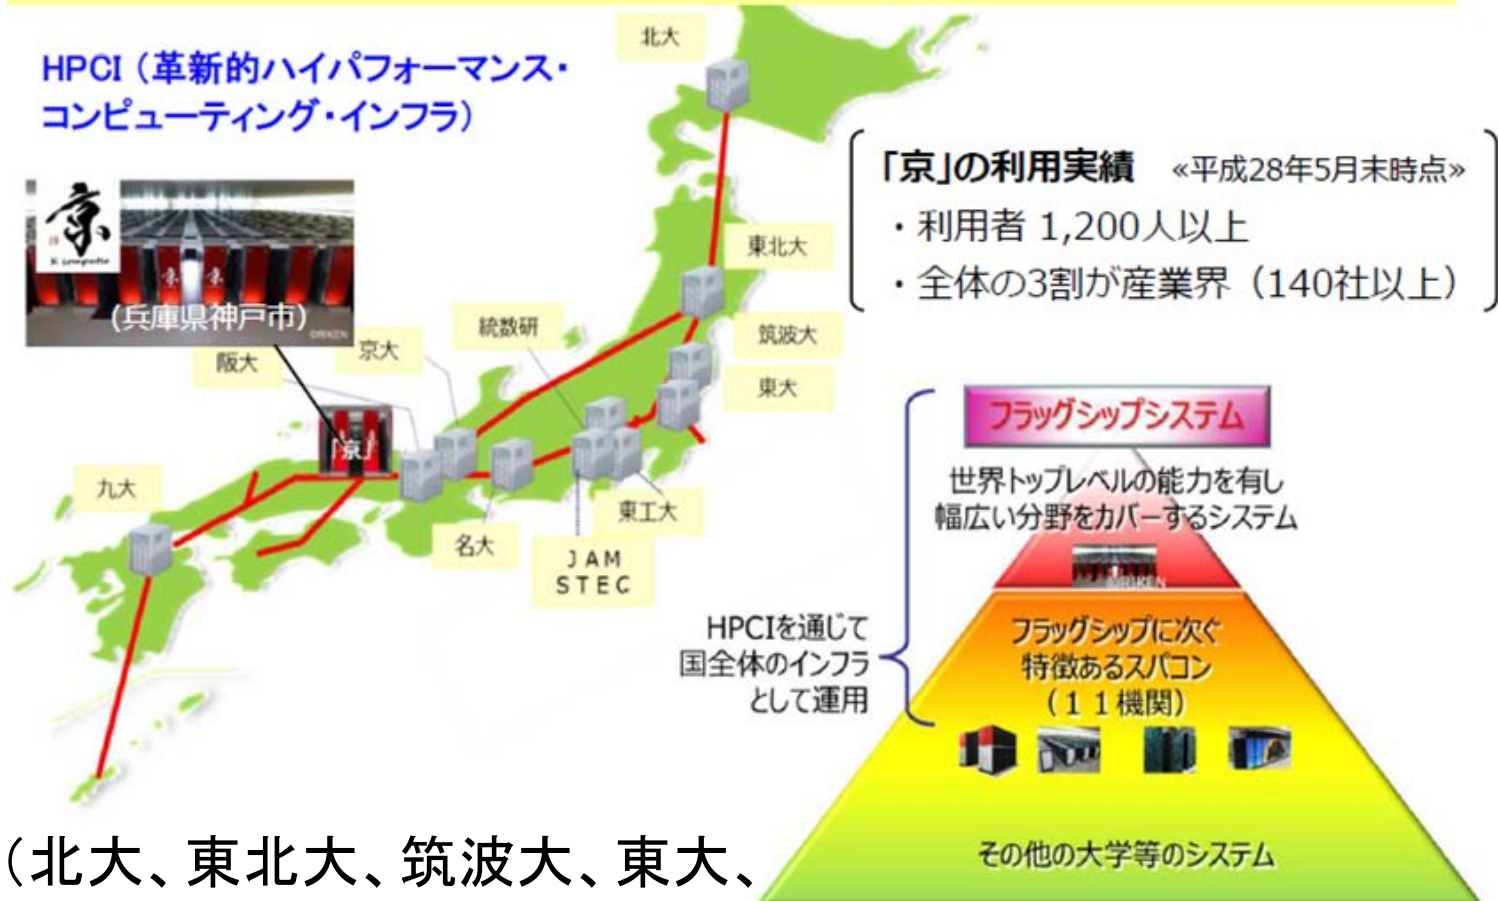 HPCI（革新的ハイパフォーマンス・
コンピューティング・インフラ）
京
K computer
(兵庫県神戸市)
©RIKEN
「京」の利用実績　≪平成28年5月末時点≫
・利用者 1,200人以上
・全体の3割が産業界（140社以上）
北大
東北大
筑波大
東大
統数研
京大
阪大
「京」
九大
名大
東工大
JAM
STEC
フラッグシップシステム
世界トップレベルの能力を有し
幅広い分野をカバーするシステム
©RIKEN
HPCIを通じて
国全体のインフラ
として運用
フラッグシップに次ぐ
特徴あるスパコン
（１１機関）
その他の大学等のシステム
（北大、東北大、筑波大、東大、